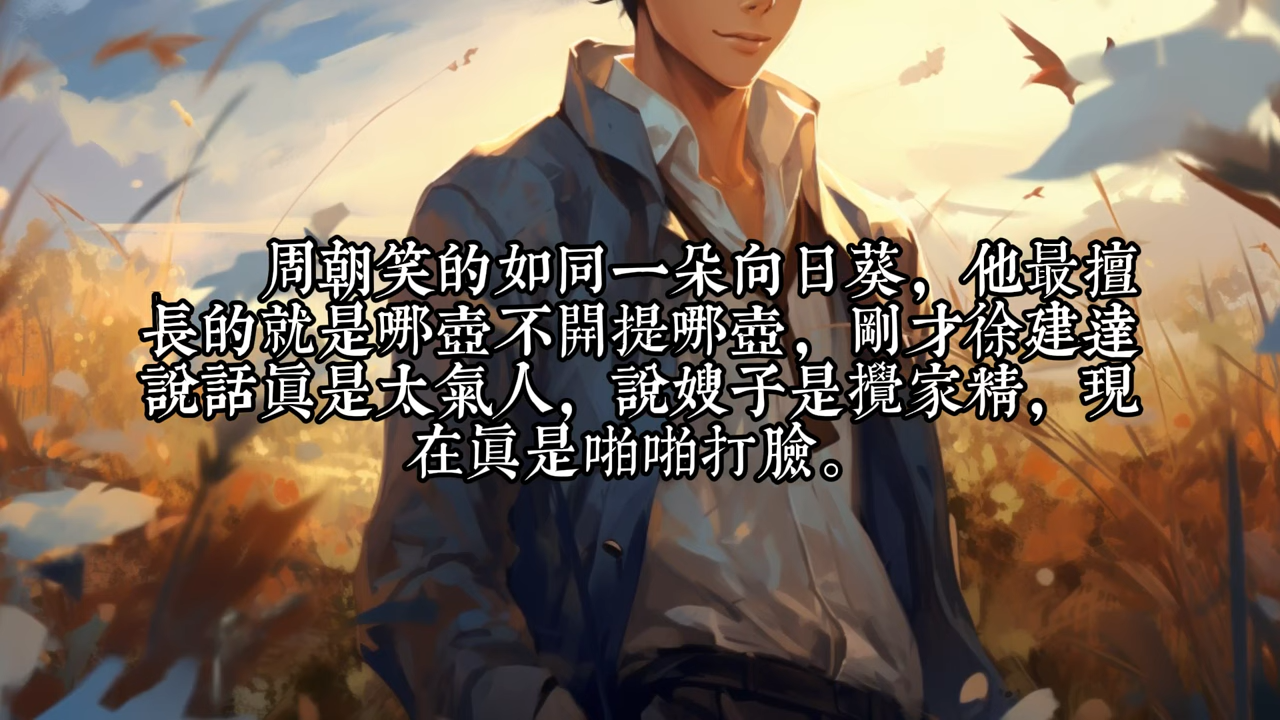 周朝笑的如同一朵向日葵，他最擅
長的就是哪壺不開提哪壺，剛才徐建達
說話眞是太氣人，說嫂子是攪家精，現
在眞是啪啪打臉。